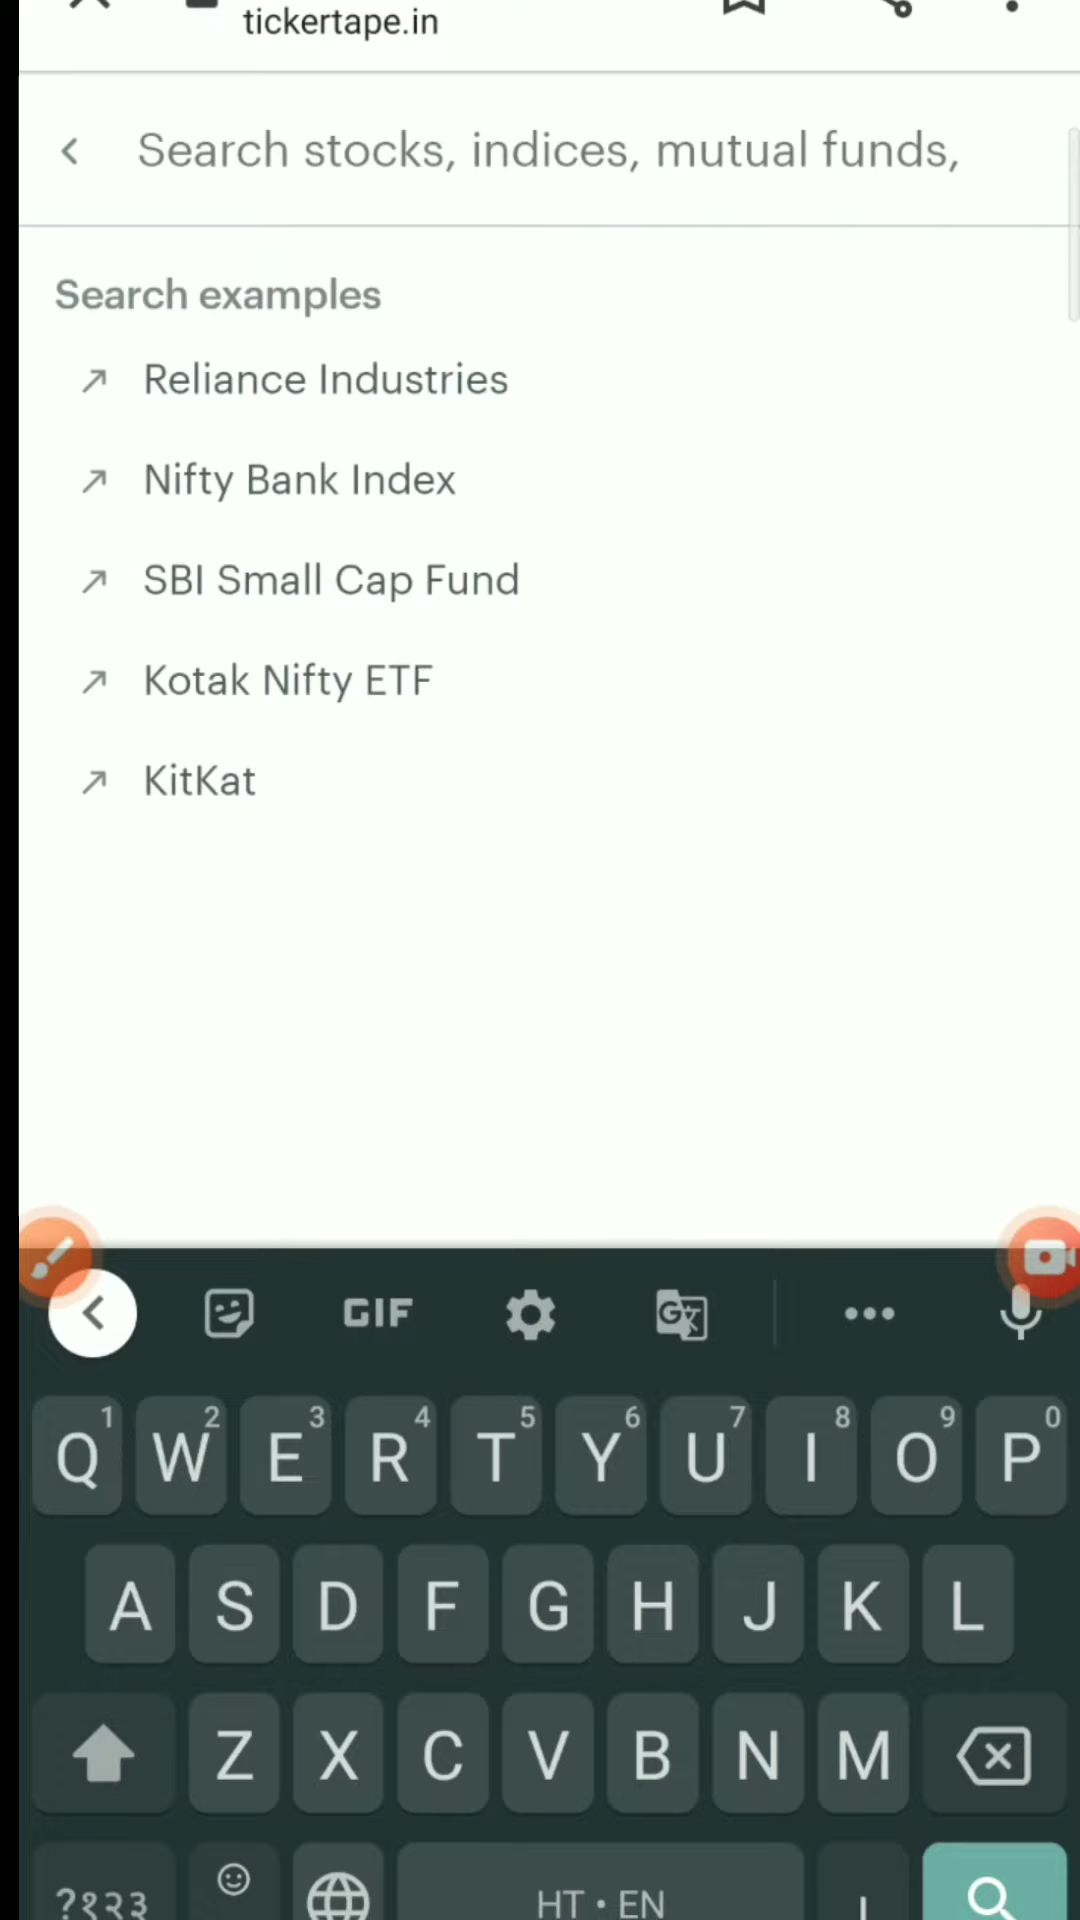 tickertape.in
Search stocks, indices, mutual funds,
Search examples
Reliance Industries
Nifty Bank Index
SBI Small Cap Fund
Kotak Nifty ETF
KitKat
GIF
1 2 3 4 5 6 7 8 9 0
Q W E R T Y U I O P
A S D F G H J K L
Z X C V B N M
?१२३ HT • EN